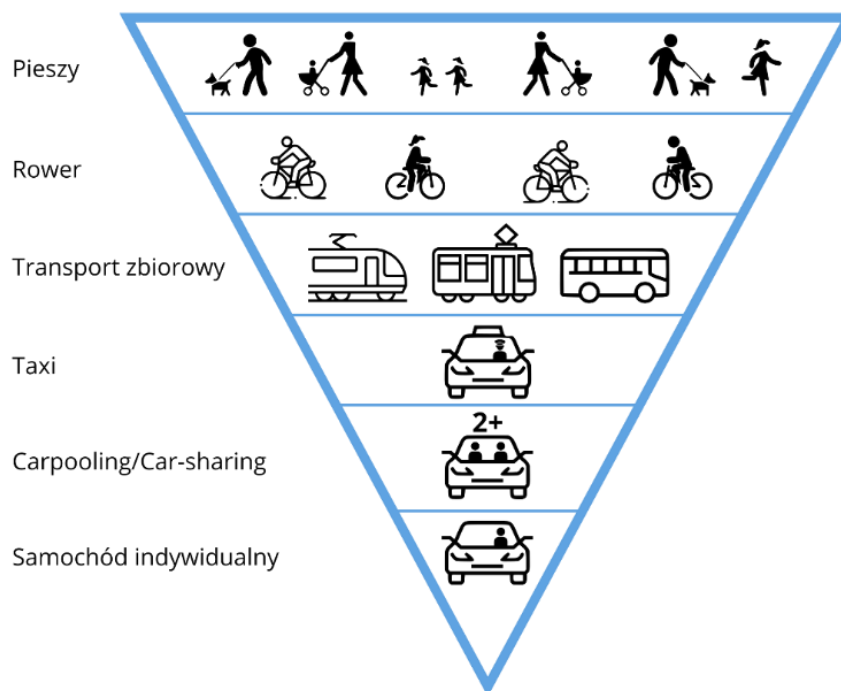 Pieszy
Rower
Transport zbiorowy
Taxi
2+
Carpooling/Car-sharing
Samochód indywidualny